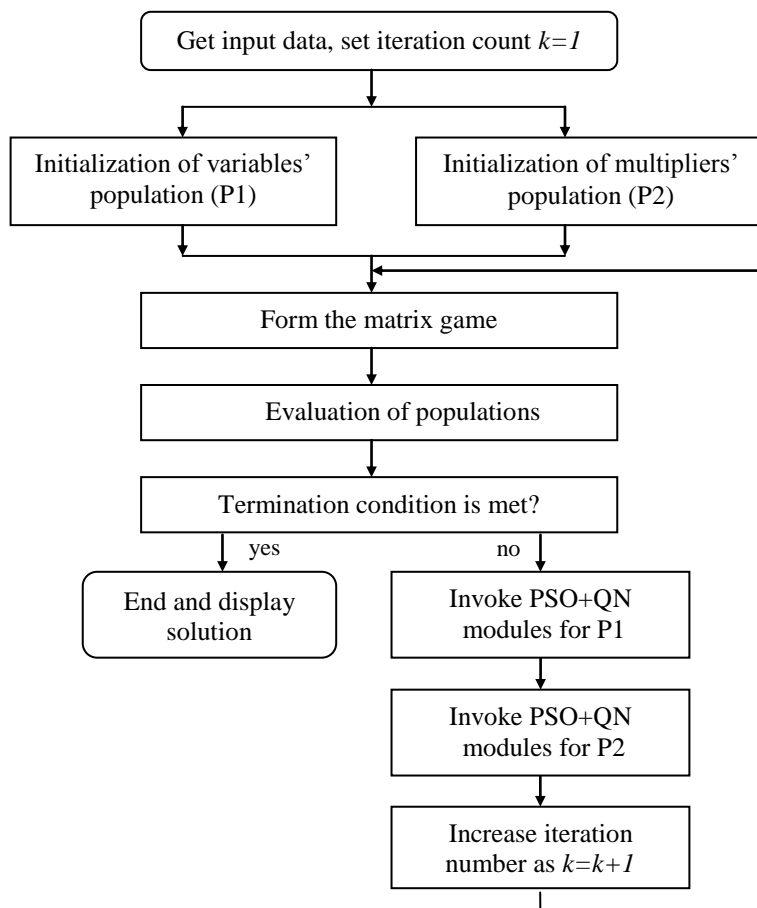 Get input data, set iteration count k=1
Initialization of variables’
population (P1)
Initialization of multipliers’
population (P2)
Form the matrix game
Evaluation of populations
Termination condition is met?
yes
no
End and display
solution
Invoke PSO+QN
modules for P1
Invoke PSO+QN
modules for P2
Increase iteration
number as k=k+1